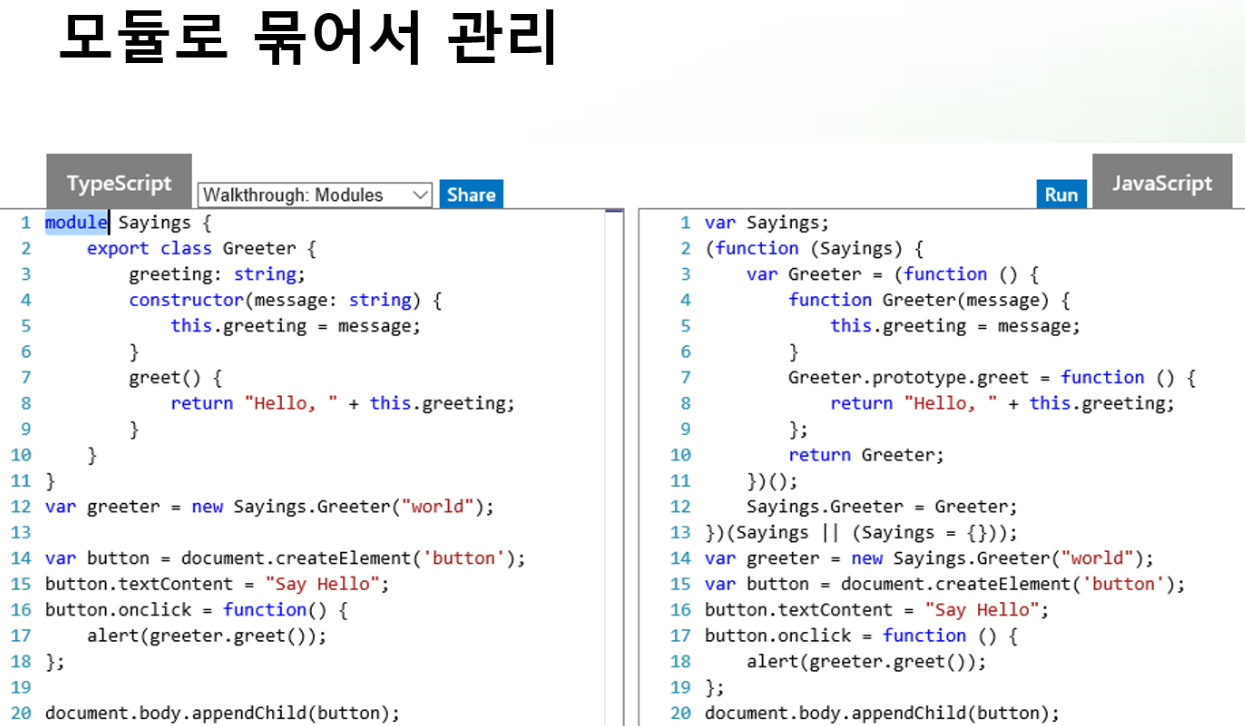 모듈로 묶어서 관리
TypeScript
Walkthrough: Modules
Share
1 module Sayings {
2     export class Greeter {
3         greeting: string;
4         constructor(message: string) {
5             this.greeting = message;
6         }
7         greet() {
8             return "Hello, " + this.greeting;
9         }
10     }
11 }
12 var greeter = new Sayings.Greeter("world");
13
14 var button = document.createElement('button');
15 button.textContent = "Say Hello";
16 button.onclick = function() {
17     alert(greeter.greet());
18 };
19
20 document.body.appendChild(button);
Run
JavaScript
1 var Sayings;
2 (function (Sayings) {
3     var Greeter = (function () {
4         function Greeter(message) {
5             this.greeting = message;
6         }
7         Greeter.prototype.greet = function () {
8             return "Hello, " + this.greeting;
9         };
10         return Greeter;
11     })();
12     Sayings.Greeter = Greeter;
13 })(Sayings || (Sayings = {}));
14 var greeter = new Sayings.Greeter("world");
15 var button = document.createElement('button');
16 button.textContent = "Say Hello";
17 button.onclick = function () {
18     alert(greeter.greet());
19 };
20 document.body.appendChild(button);